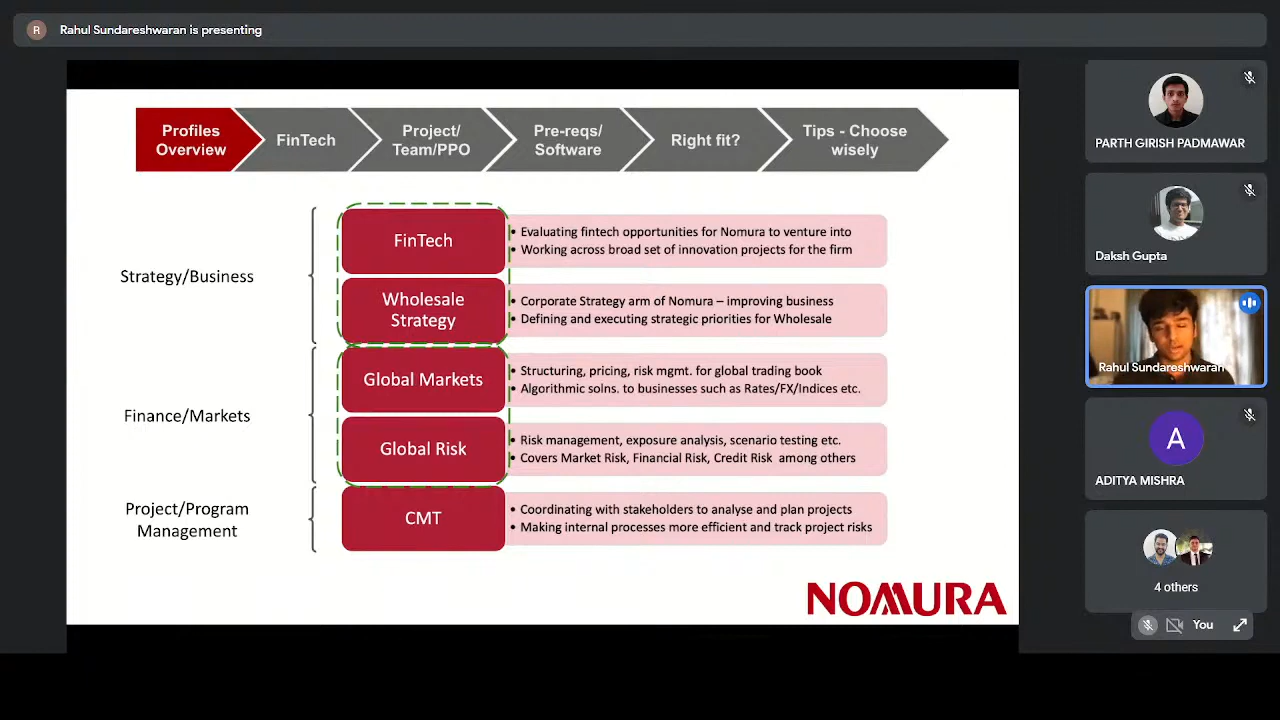 R
Rahul Sundareshwaran is presenting
Profiles
Overview
FinTech
Project/
Team/PPO
Pre-reqs/
Software
Right fit?
Tips - Choose
wisely
Strategy/Business
FinTech
• Evaluating fintech opportunities for Nomura to venture into
• Working across broad set of innovation projects for the firm
Wholesale
Strategy
• Corporate Strategy arm of Nomura – improving business
• Defining and executing strategic priorities for Wholesale
Finance/Markets
Global Markets
• Structuring, pricing, risk mgmt. for global trading book
• Algorithmic solns. to businesses such as Rates/FX/Indices etc.
Global Risk
• Risk management, exposure analysis, scenario testing etc.
• Covers Market Risk, Financial Risk, Credit Risk among others
Project/Program
Management
CMT
• Coordinating with stakeholders to analyse and plan projects
• Making internal processes more efficient and track project risks
NOMURA
PARTH GIRISH PADMAWAR
Daksh Gupta
Rahul Sundareshwaran
A
ADITYA MISHRA
4 others
You